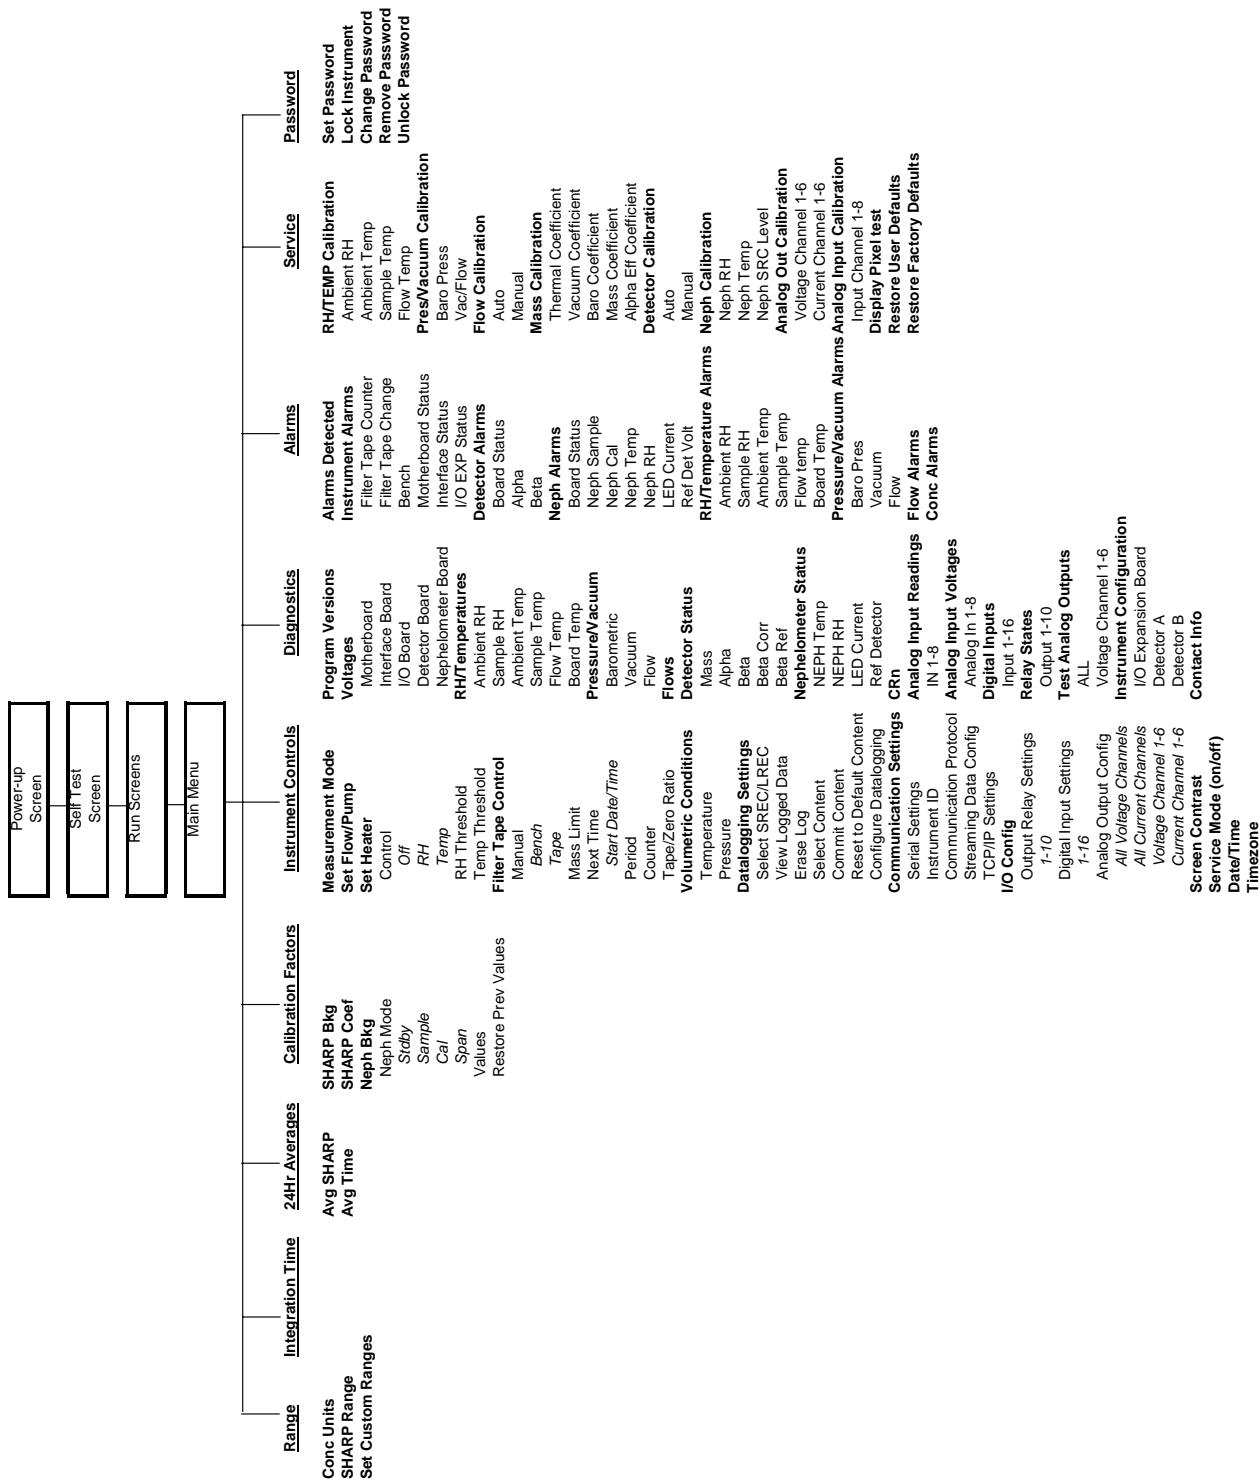 Power-up
Screen
Self Test
Screen
Run Screens
Main Menu
Range
Conc Units
SHARP Range
Set Custom Ranges
Integration Time
24Hr Averages
Avg SHARP
Avg Time
Calibration Factors
SHARP Bkg
SHARP Coef
Neph Bkg
Neph Mode
Stdby
Sample
Cal
Span
Values
Restore Prev Values
Instrument Controls
Measurement Mode
Set Flow/Pump
Set Heater
Control
Off
RH
Temp
RH Threshold
Temp Threshold
Filter Tape Control
Manual
Bench
Tape
Mass Limit
Next Time
Start Date/Time
Period
Counter
Tape/Zero Ratio
Volumetric Conditions
Temperature
Pressure
Datalogging Settings
Select SREC/LREC
View Logged Data
Erase Log
Select Content
Commit Content
Reset to Default Content
Configure Datalogging
Communication Settings
Serial Settings
Instrument ID
Communication Protocol
Streaming Data Config
TCP/IP Settings
I/O Config
Output Relay Settings
1-10
Digital Input Settings
1-16
Analog Output Config
All Voltage Channels
All Current Channels
Voltage Channel 1-6
Current Channel 1-6
Screen Contrast
Service Mode (on/off)
Date/Time
Timezone
Diagnostics
Program Versions
Voltages
Motherboard
Interface Board
I/O Board
Detector Board
Nephelometer Board
RH/Temperatures
Ambient RH
Sample RH
Ambient Temp
Sample Temp
Flow Temp
Board Temp
Pressure/Vacuum
Barometric
Vacuum
Flow
Flows
Detector Status
Mass
Alpha
Beta
Beta Corr
Beta Ref
Nephelometer Status
NEPH Temp
NEPH RH
LED Current
Ref Detector
CRn
Analog Input Readings
IN 1-8
Analog Input Voltages
Analog In 1-8
Digital Inputs
Input 1-16
Relay States
Output 1-10
Test Analog Outputs
ALL
Voltage Channel 1-6
Instrument Configuration
I/O Expansion Board
Detector A
Detector B
Contact Info
Alarms
Alarms Detected
Instrument Alarms
Filter Tape Counter
Filter Tape Change
Bench
Motherboard Status
Interface Status
I/O EXP Status
Detector Alarms
Board Status
Alpha
Beta
Neph Alarms
Board Status
Neph Sample
Neph Cal
Neph Temp
Neph RH
LED Current
Ref Det Volt
RH/Temperature Alarms
Ambient RH
Sample RH
Ambient Temp
Sample Temp
Flow temp
Board Temp
Pressure/Vacuum Alarms
Baro Pres
Vacuum
Flow
Flow Alarms
Conc Alarms
Service
RH/TEMP Calibration
Ambient RH
Ambient Temp
Sample Temp
Flow Temp
Pres/Vacuum Calibration
Baro Press
Vac/Flow
Flow Calibration
Auto
Manual
Mass Calibration
Thermal Coefficient
Vacuum Coefficient
Baro Coefficient
Mass Coefficient
Alpha Eff Coefficient
Detector Calibration
Auto
Manual
Neph Calibration
Neph RH
Neph Temp
Neph SRC Level
Analog Out Calibration
Voltage Channel 1-6
Current Channel 1-6
Analog Input Calibration
Input Channel 1-8
Display Pixel test
Restore User Defaults
Restore Factory Defaults
Password
Set Password
Lock Instrument
Change Password
Remove Password
Unlock Password